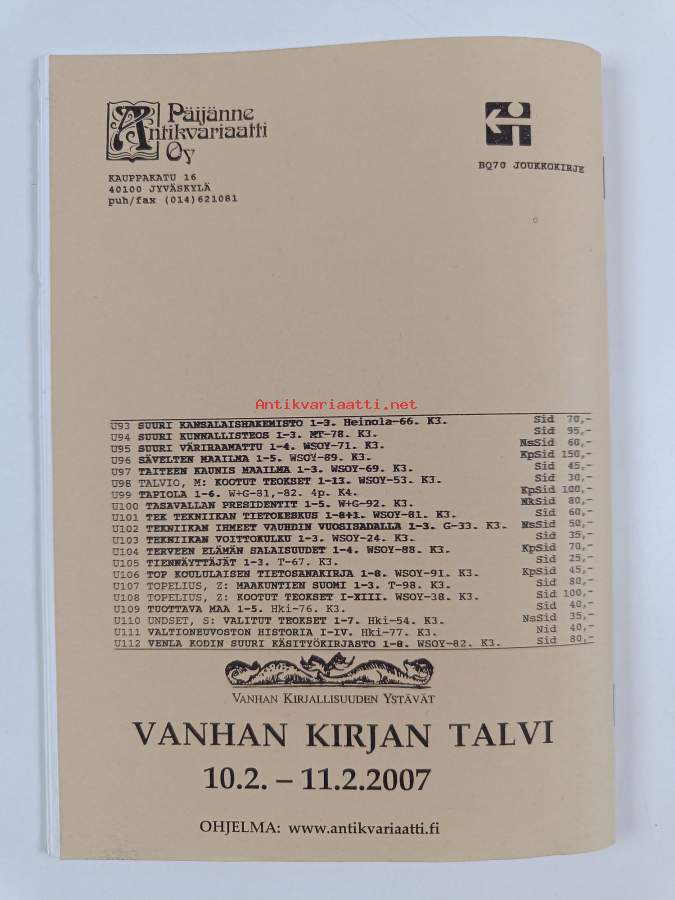 Päijänne
Antikvariaatti
Oy
KAUPPAKATU 16
40100 JYVÄSKYLÄ
puh/fax (014)621081
BQ70 JOUKKOKIRJE
Antikvariaatti.net
U93 SUURI KANSALAISHAKEMISTO 1-3. Heinola-66. K3. Sid 70,-
U94 SUURI KUNNALLISTEOS 1-3. MT-78. K3. Sid 95,-
U95 SUURI VÄRIRAAMATTU 1-4. WSOY-71. K3. NsSid 60,-
U96 SÄVELTEN MAAILMA 1-5. WSOY-89. K3. KpSid 150,-
U97 TAITEEN KAUNIS MAAILMA 1-3. WSOY-69. K3. Sid 45,-
U98 TALVIO, M: KOOTUT TEOKSET 1-13. WSOY-53. K3. Sid 30,-
U99 TAPIOLA 1-6. W+G-81,-82. 4p. K4. KpSid 100,-
U100 TASAVALLAN PRESIDENTIT 1-5. W+G-92. K3. NkSid 80,-
U101 TEK TEKNIIKAN TIETOKESKUS 1-8+1. WSOY-81. K3. Sid 60,-
U102 TEKNIIKAN IHMEET VAUHDIN VUOSISADALLA 1-3. G-33. K3. NsSid 50,-
U103 TEKNIIKAN VOITTOKULKU 1-3. WSOY-24. K3. Sid 35,-
U104 TERVEEN ELÄMÄN SALAISUUDET 1-4. WSOY-88. K3. KpSid 70,-
U105 TIENNÄYTTÄJÄT 1-3. T-67. K3. Sid 25,-
U106 TOP KOULULAISEN TIETOSANAKIRJA 1-8. WSOY-91. K3. KpSid 45,-
U107 TOPELIUS, Z: MAAKUNTIEN SUOMI 1-3. T-98. K3. Sid 80,-
U108 TOPELIUS, Z: KOOTUT TEOKSET I-XIII. WSOY-38. K3. Sid 100,-
U109 TUOTTAVA MAA 1-5. Hki-76. K3. Sid 40,-
U110 UNDSET, S: VALITUT TEOKSET 1-7. Hki-54. K3. NsSid 35,-
U111 VALTIONEUVOSTON HISTORIA I-IV. Hki-77. K3. Nid 40,-
U112 VENLA KODIN SUURI KÄSITYÖKIRJASTO 1-8. WSOY-82. K3. Sid 80,-
VANHAN KIRJALLISUUDEN YSTÄVÄT
VANHAN KIRJAN TALVI
10.2. – 11.2.2007
OHJELMA: www.antikvariaatti.fi